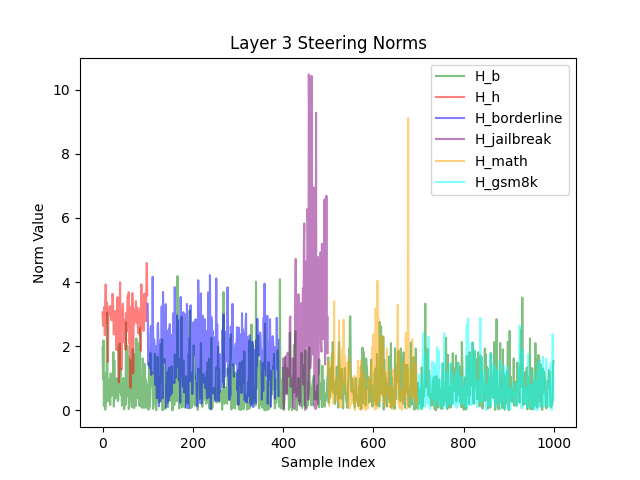 Layer 3 Steering Norms
Norm Value
10
8
6
4
2
0
H_b
H_h
H_borderline
H_jailbreak
H_math
H_gsm8k
0 200 400 600 800 1000
Sample Index